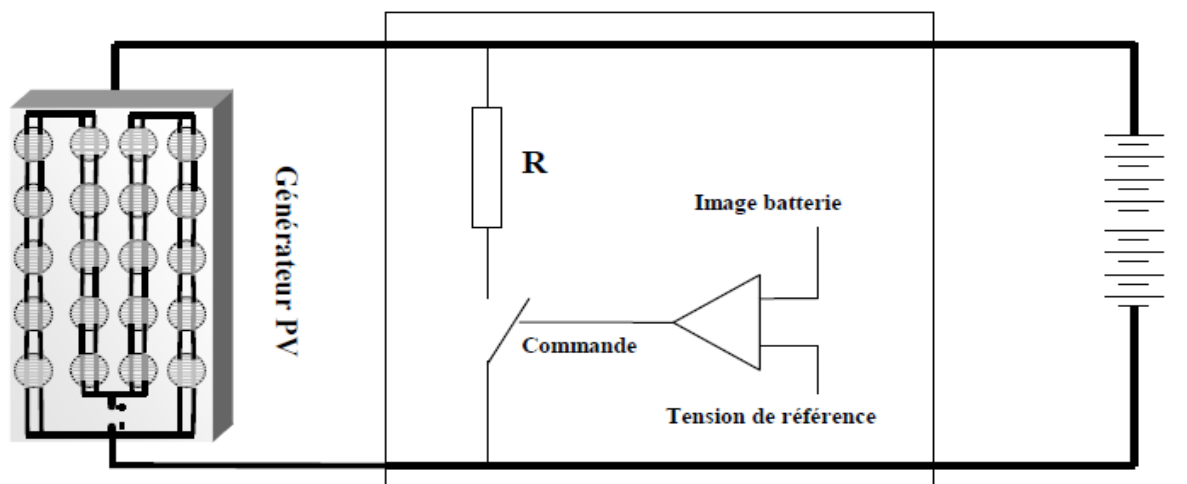 Générateur PV
R
Image batterie
Commande
Tension de référence